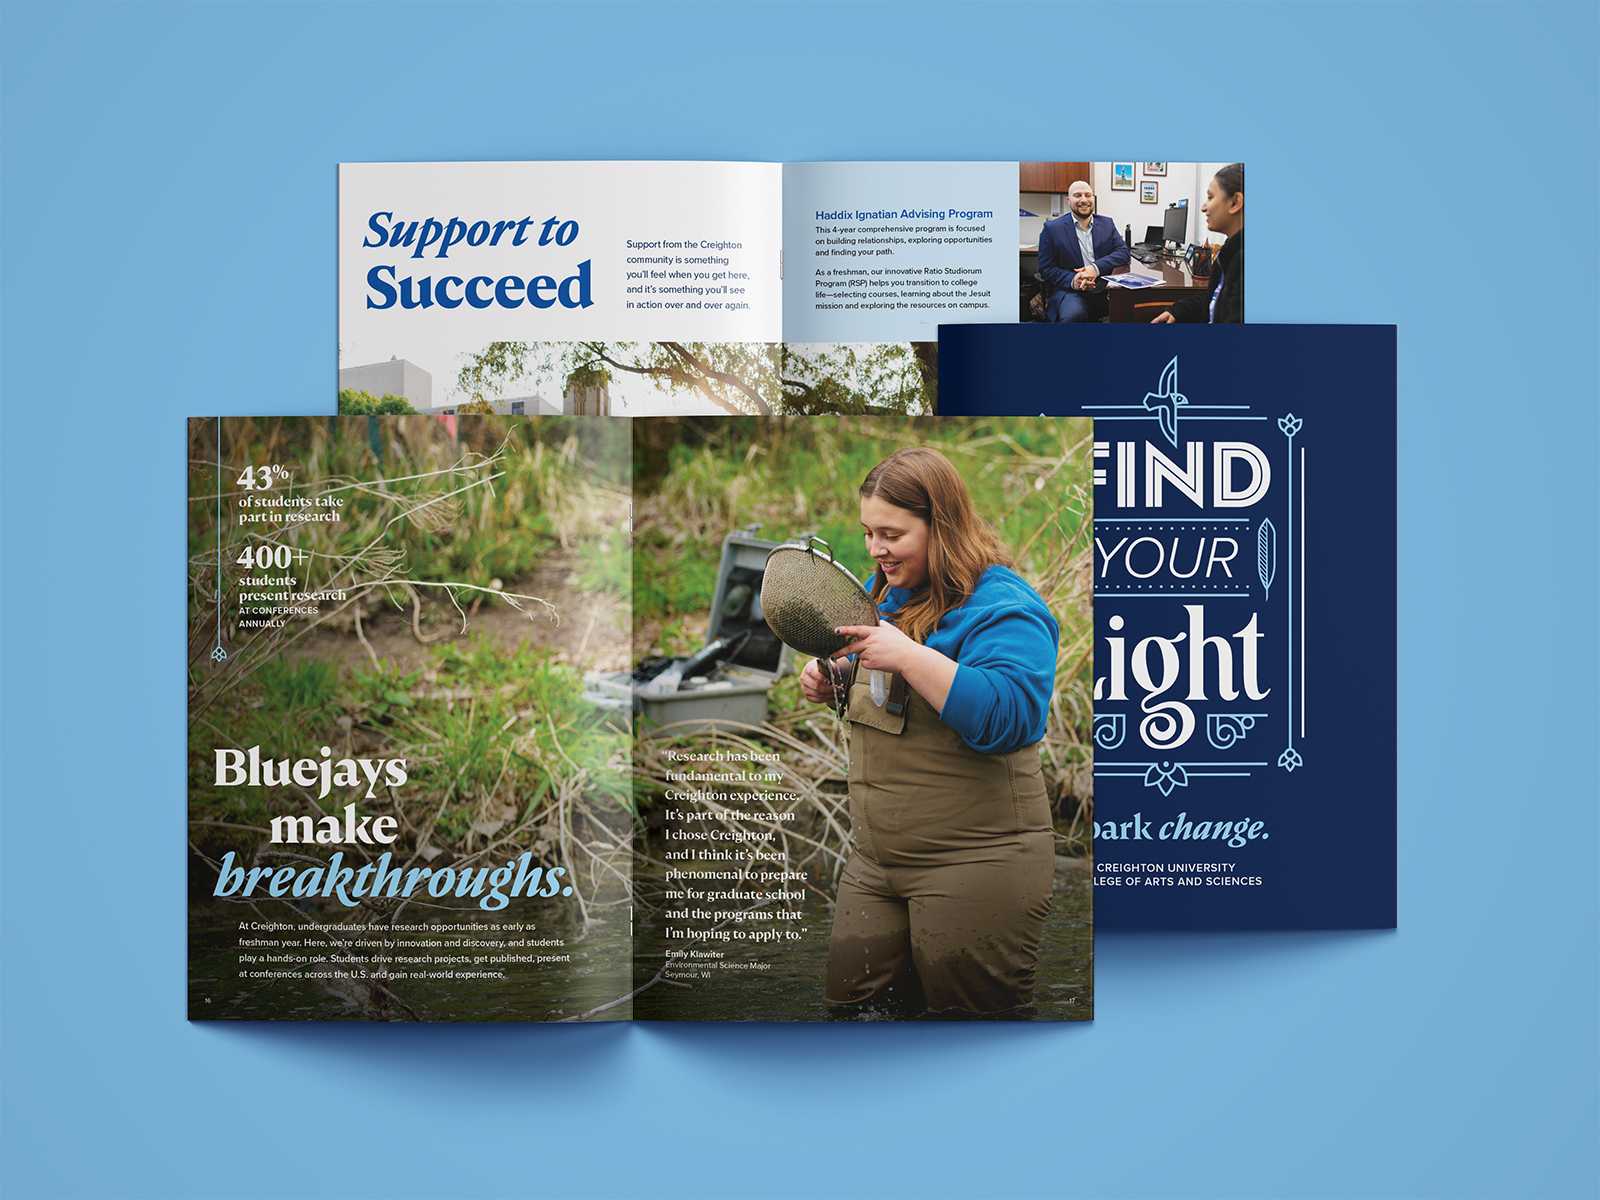 Support to
Succeed
Support from the Creighton
community is something
you'll feel when you get here,
and it's something you'll see
in action over and over again.
Haddix Ignatian Advising Program
This 4-year comprehensive program is focused
on building relationships, exploring opportunities
and finding your path.
As a freshman, our innovative Ratio Studiorum
Program (RSP) helps you transition to college
life—selecting courses, learning about the Jesuit
mission and exploring the resources on campus.
43%
of students take
part in research
400+
students
present research
AT CONFERENCES
ANNUALLY
Bluejays
make
breakthroughs.
At Creighton, undergraduates have research opportunities as early as
freshman year. Here, we're driven by innovation and discovery, and students
play a hands-on role. Students drive research projects, get published, present
at conferences across the U.S. and gain real-world experience.
16
“Research has been
fundamental to my
Creighton experience.
It's part of the reason
I chose Creighton,
and I think it's been
phenomenal to prepare
me for graduate school
and the programs that
I'm hoping to apply to.”
Emily Klawiter
Environmental Science Major
Seymour, WI
17
FIND
YOUR
Light
park change.
CREIGHTON UNIVERSITY
LEGE OF ARTS AND SCIENCES